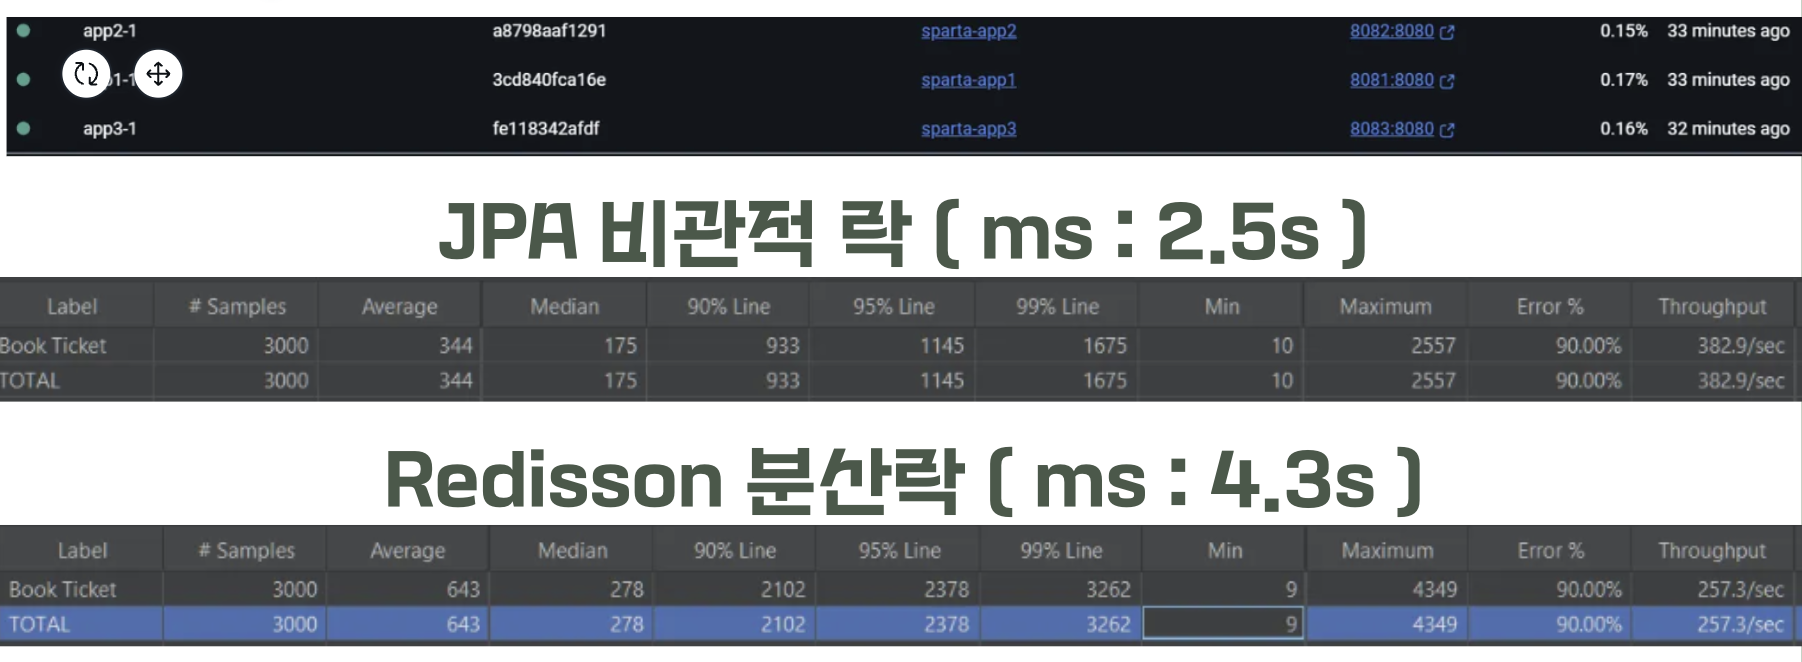 app2-1 a8798aaf1291 sparta-app2 8082:8080 0.15% 33 minutes ago
1-1 3cd840fca16e sparta-app1 8081:8080 0.17% 33 minutes ago
app3-1 fe118342afdf sparta-app3 8083:8080 0.16% 32 minutes ago
JPA 비관적 락 ( ms : 2.5s )
Label # Samples Average Median 90% Line 95% Line 99% Line Min Maximum Error % Throughput
Book Ticket 3000 344 175 933 1145 1675 10 2557 90.00% 382.9/sec
TOTAL 3000 344 175 933 1145 1675 10 2557 90.00% 382.9/sec
Redisson 분산락 ( ms : 4.3s )
Label # Samples Average Median 90% Line 95% Line 99% Line Min Maximum Error % Throughput
Book Ticket 3000 643 278 2102 2378 3262 9 4349 90.00% 257.3/sec
TOTAL 3000 643 278 2102 2378 3262 9 4349 90.00% 257.3/sec